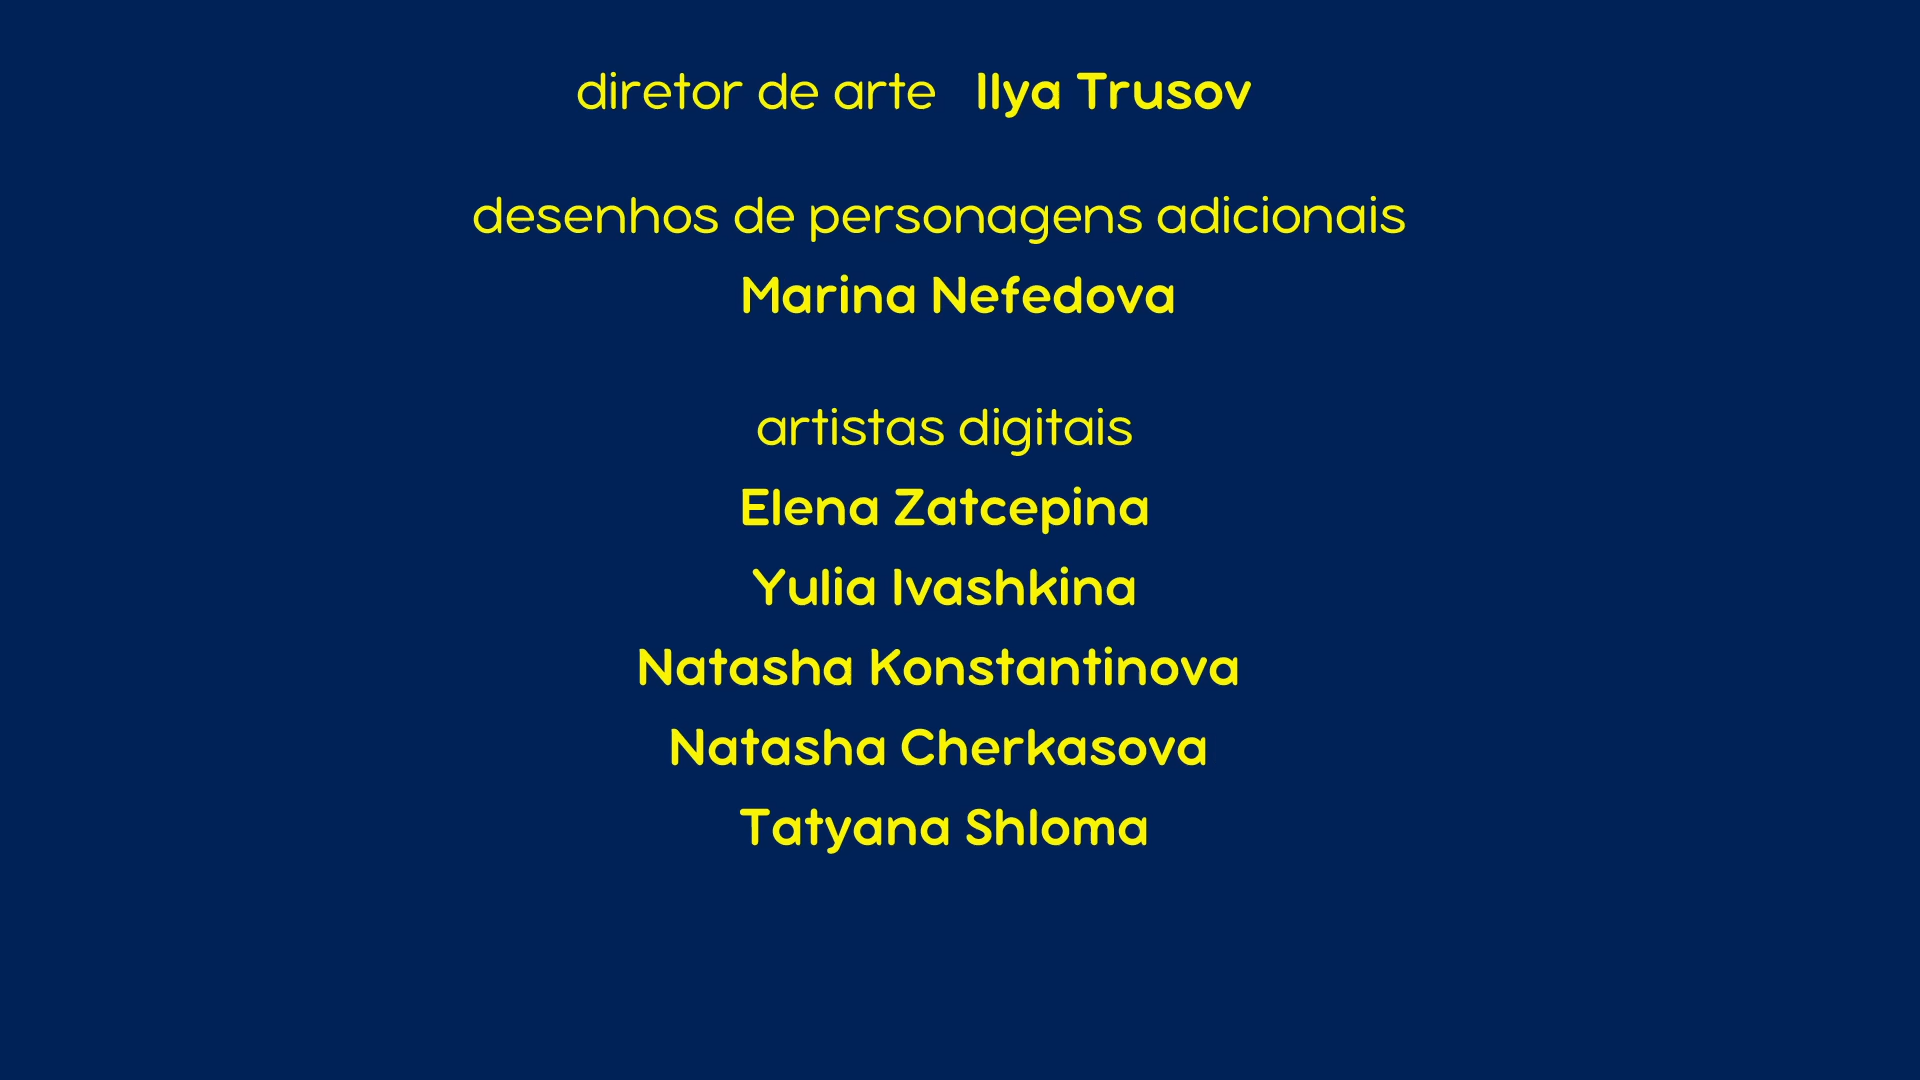 diretor de arte Ilya Trusov
desenhos de personagens adicionais
Marina Nefedova
artistas digitais
Elena Zatcepina
Yulia Ivashkina
Natasha Konstantinova
Natasha Cherkasova
Tatyana Shloma